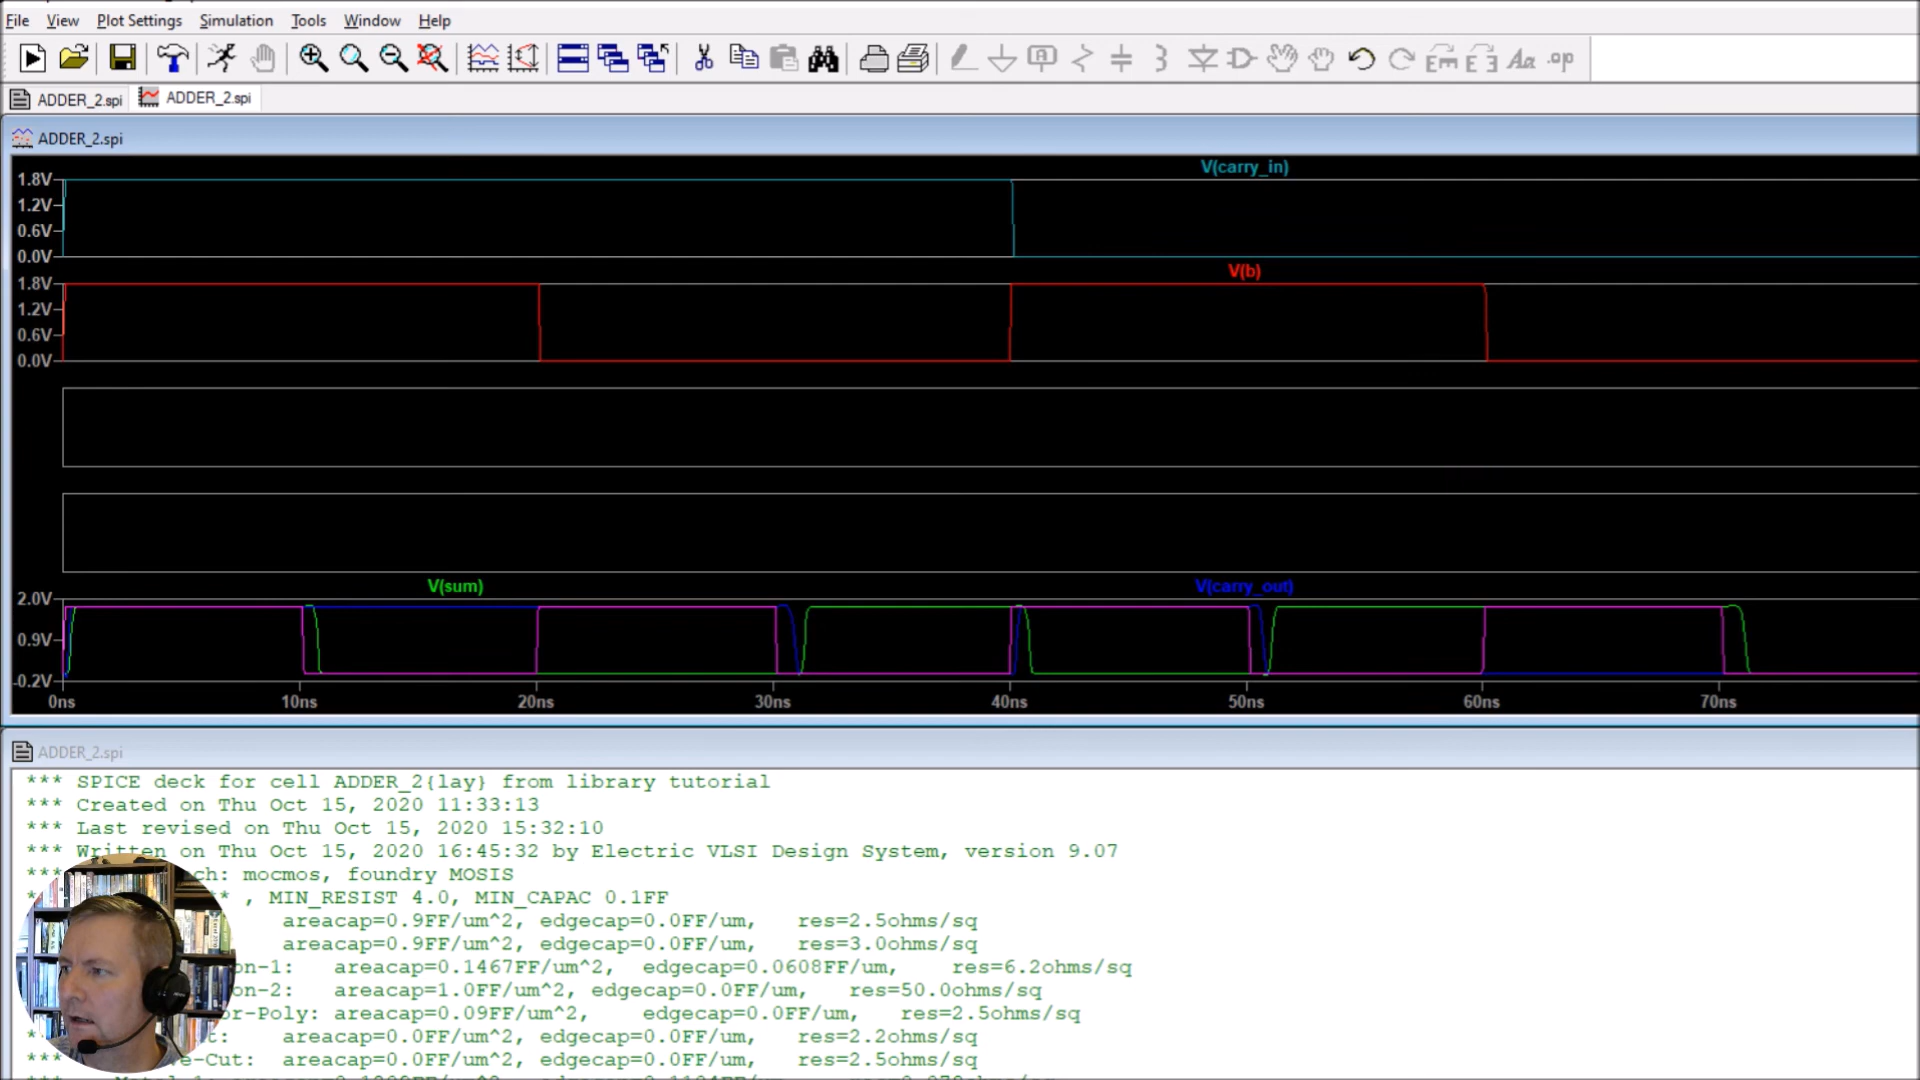 File View Plot Settings Simulation Tools Window Help
Aa .op
ADDER_2.spi ADDER_2.spi
ADDER_2.spi
V(carry_in)
1.8V
1.2V
0.6V
0.0V
V(b)
1.8V
1.2V
0.6V
0.0V
V(sum) V(carry_out)
2.0V
0.9V
-0.2V
0ns 10ns 20ns 30ns 40ns 50ns 60ns 70ns
ADDER_2.spi
*** SPICE deck for cell ADDER_2{lay} from library tutorial
*** Created on Thu Oct 15, 2020 11:33:13
*** Last revised on Thu Oct 15, 2020 15:32:10
*** Written on Thu Oct 15, 2020 16:45:32 by Electric VLSI Design System, version 9.07
*** ch: mocmos, foundry MOSIS
* * , MIN_RESIST 4.0, MIN_CAPAC 0.1FF
areacap=0.9FF/um^2, edgecap=0.0FF/um, res=2.5ohms/sq
areacap=0.9FF/um^2, edgecap=0.0FF/um, res=3.0ohms/sq
on-1: areacap=0.1467FF/um^2, edgecap=0.0608FF/um, res=6.2ohms/sq
on-2: areacap=1.0FF/um^2, edgecap=0.0FF/um, res=50.0ohms/sq
or-Poly: areacap=0.09FF/um^2, edgecap=0.0FF/um, res=2.5ohms/sq
* t: areacap=0.0FF/um^2, edgecap=0.0FF/um, res=2.2ohms/sq
*** e-Cut: areacap=0.0FF/um^2, edgecap=0.0FF/um, res=2.5ohms/sq